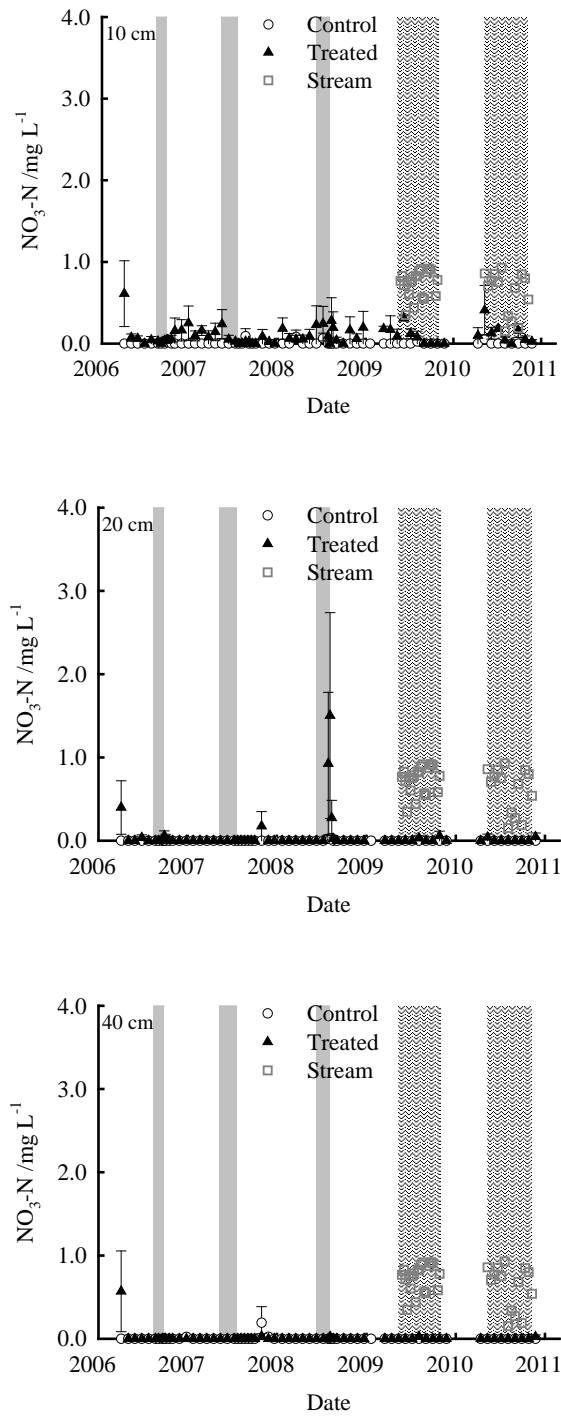 10 cm
Control
Treated
Stream
NO3-N /mg L-1
4.0
3.0
2.0
1.0
0.0
2006 2007 2008 2009 2010 2011
Date
20 cm
Control
Treated
Stream
NO3-N /mg L-1
4.0
3.0
2.0
1.0
0.0
2006 2007 2008 2009 2010 2011
Date
40 cm
Control
Treated
Stream
NO3-N /mg L-1
4.0
3.0
2.0
1.0
0.0
2006 2007 2008 2009 2010 2011
Date